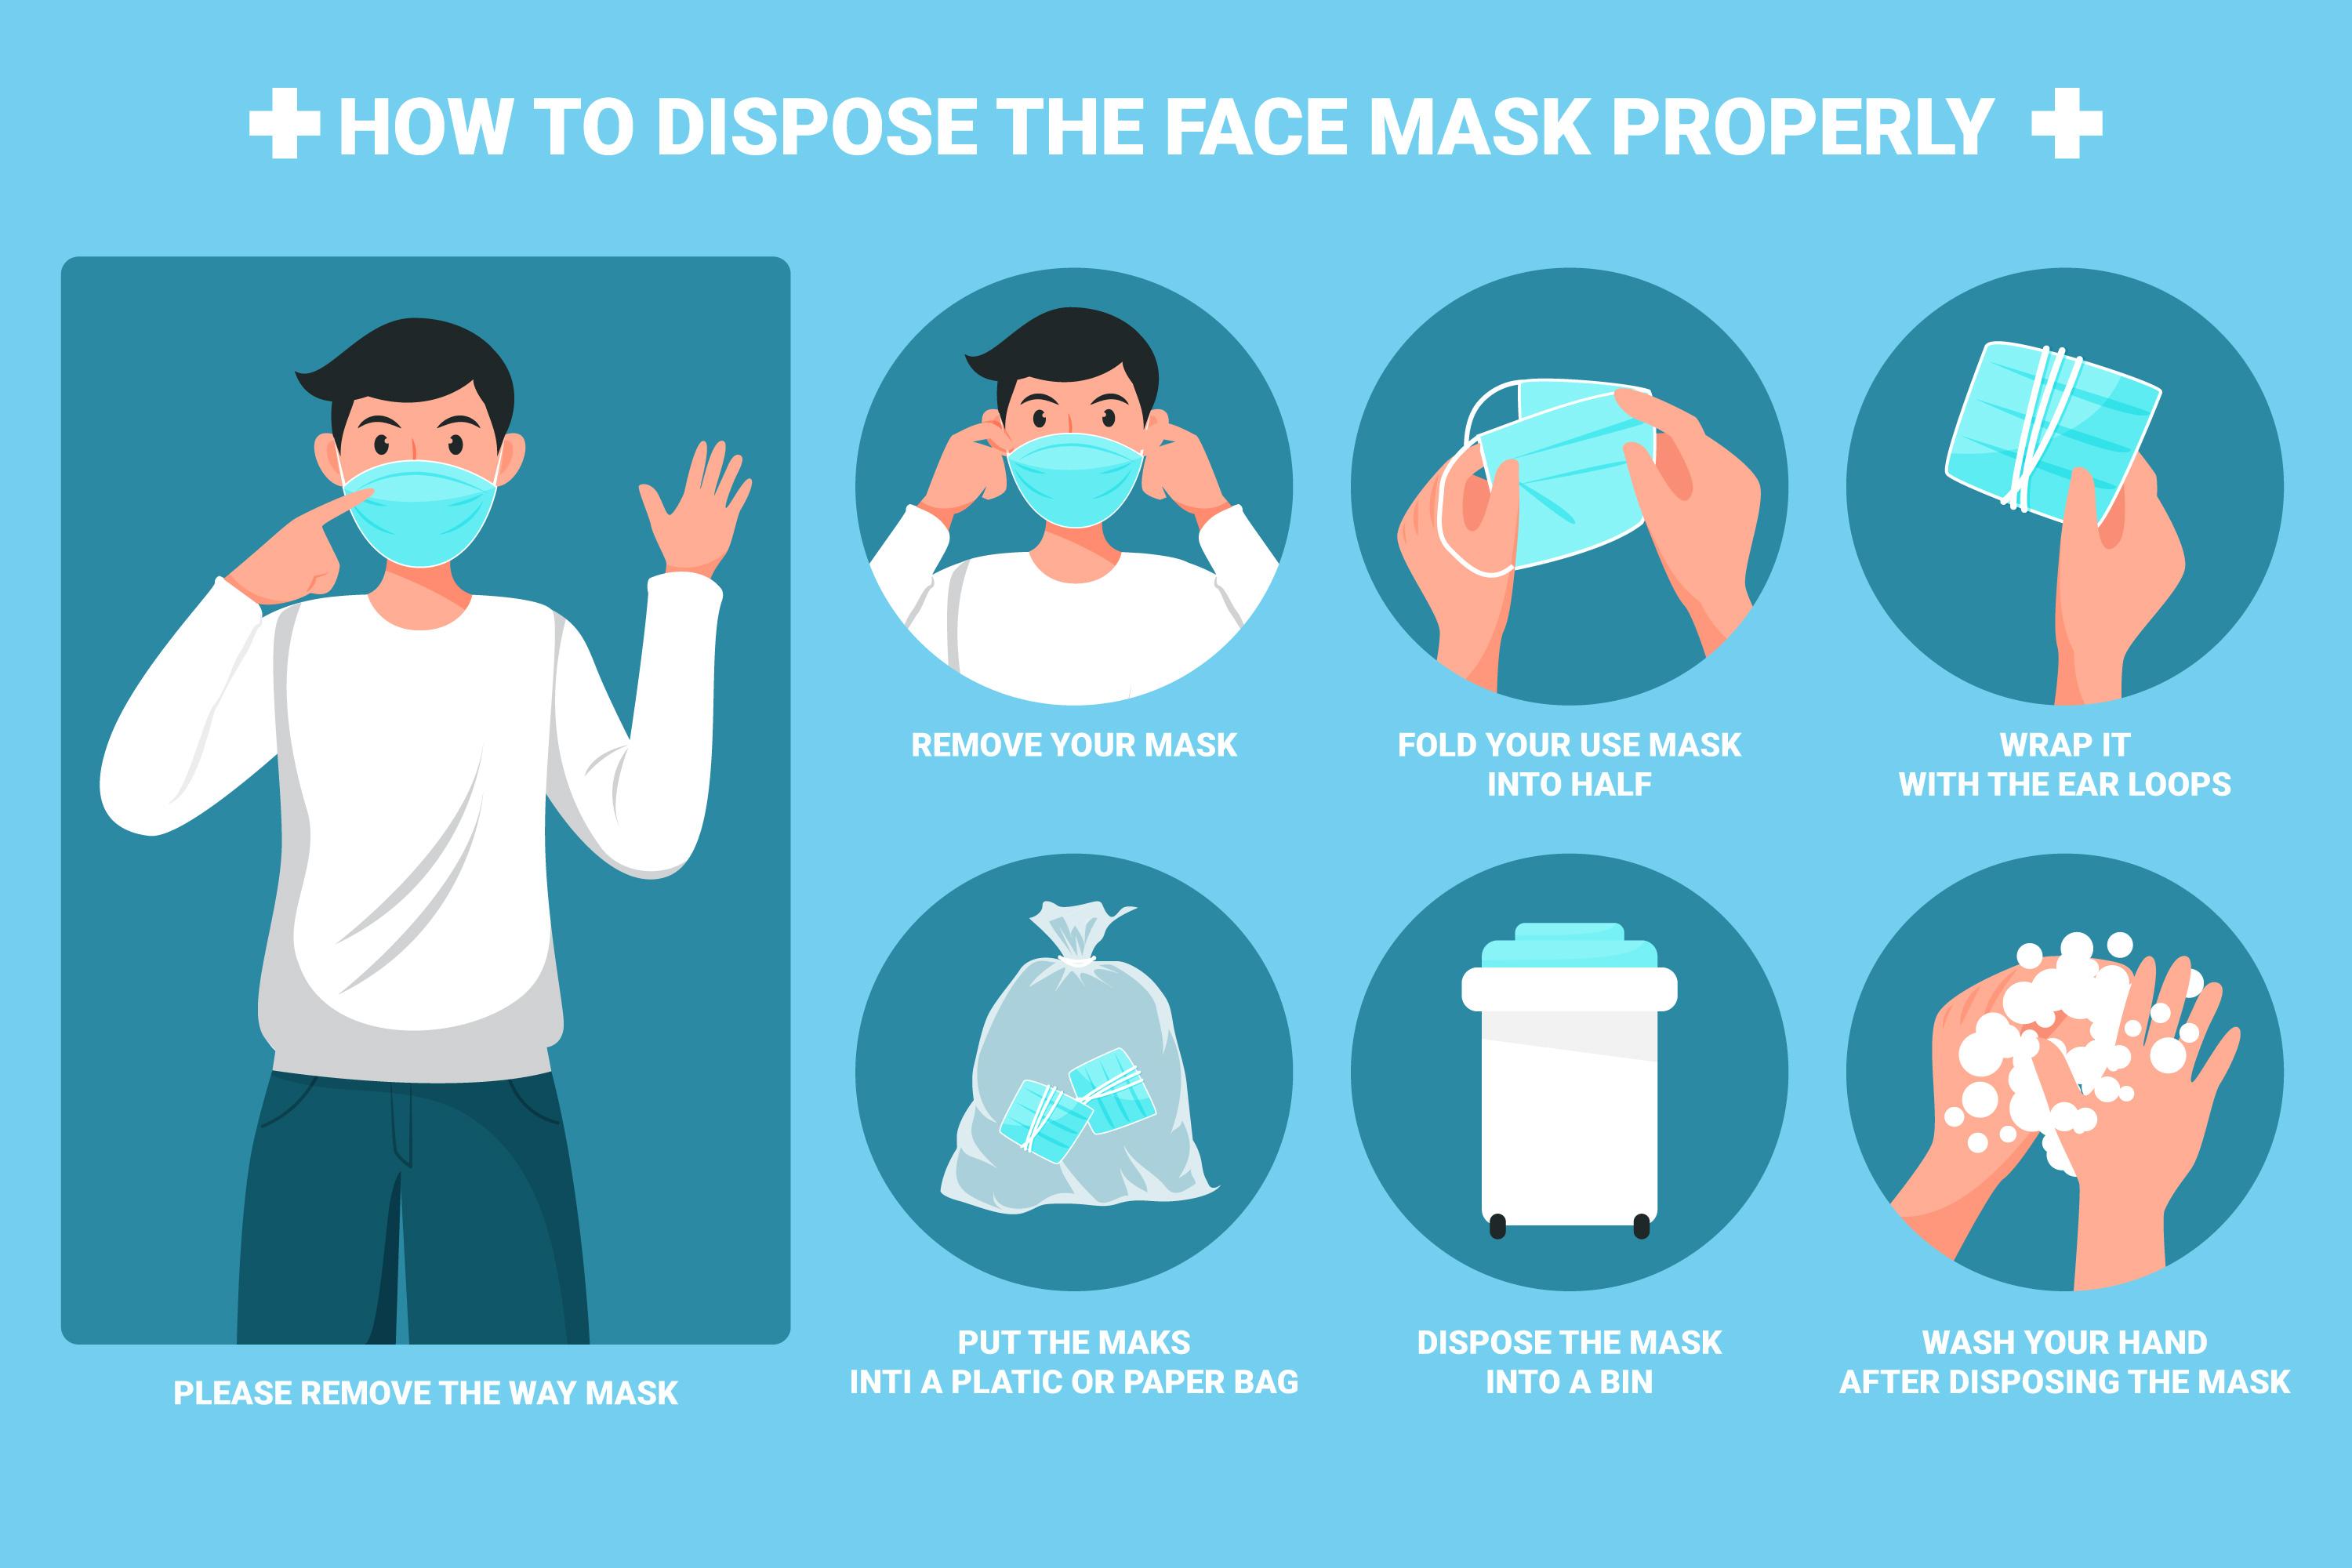 HOW TO DISPOSE THE FACE MASK PROPERLY
REMOVE YOUR MASK
FOLD YOUR USE MASK
INTO HALF
WRAP IT
WITH THE EAR LOOPS
PLEASE REMOVE THE WAY MASK
PUT THE MAKS
INTI A PLATIC OR PAPER BAG
DISPOSE THE MASK
INTO A BIN
WASH YOUR HAND
AFTER DISPOSING THE MASK